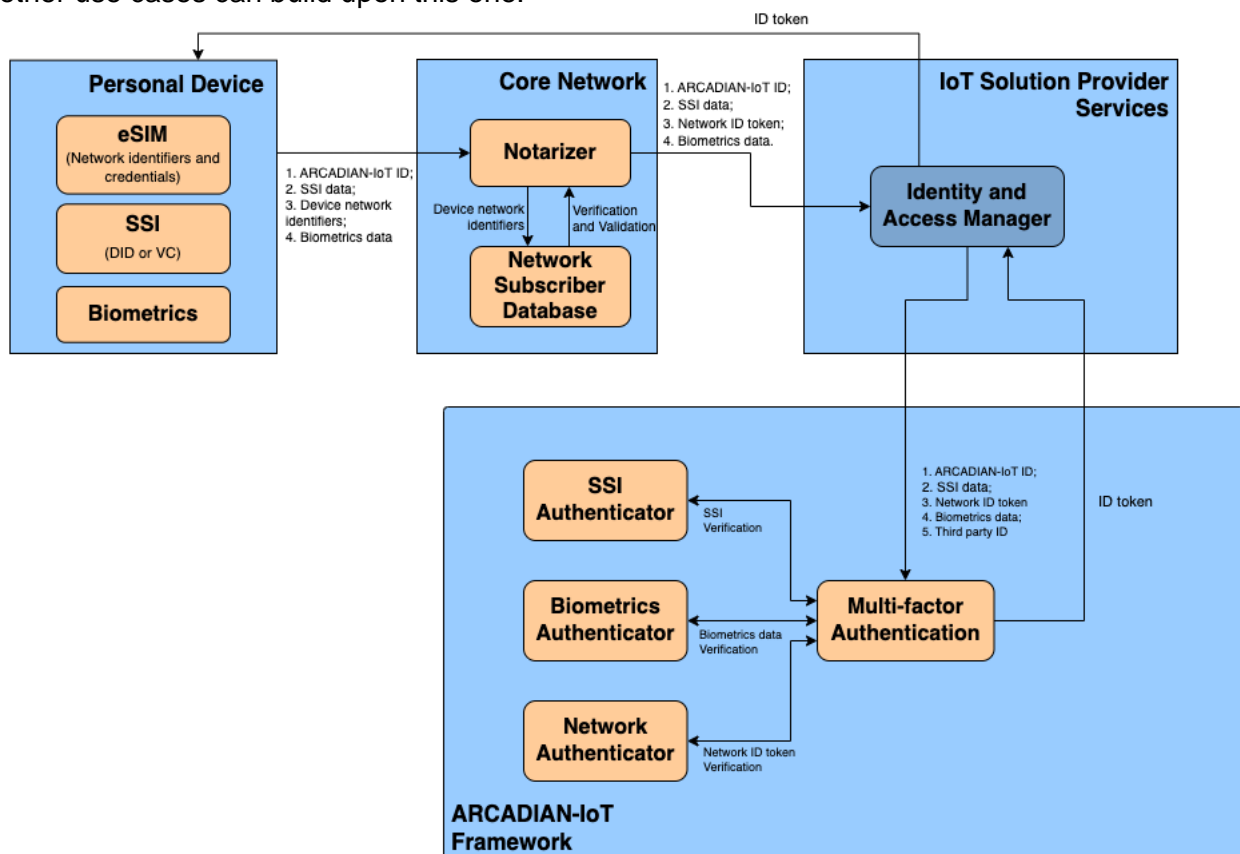 other use cases can build upon this one.
ID token
Personal Device
eSIM
(Network identifiers and
credentials)
SSI
(DID or VC)
Biometrics
1. ARCADIAN-IoT ID;
2. SSI data;
3. Device network
identifiers;
4. Biometrics data
Core Network
Notarizer
Device network
identifiers
Verification
and Validation
Network
Subscriber
Database
1. ARCADIAN-IoT ID;
2. SSI data;
3. Network ID token;
4. Biometrics data.
IoT Solution Provider
Services
Identity and
Access Manager
1. ARCADIAN-IoT ID;
2. SSI data;
3. Network ID token
4. Biometrics data;
5. Third party ID
ID token
SSI
Authenticator
SSI
Verification
Biometrics
Authenticator
Biometrics data
Verification
Multi-factor
Authentication
Network
Authenticator
Network ID token
Verification
ARCADIAN-IoT
Framework